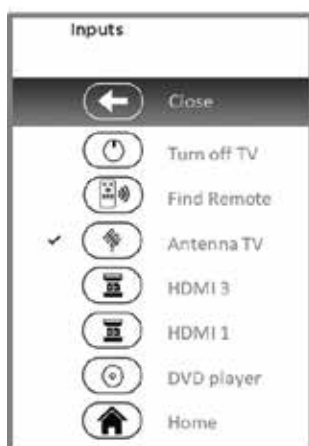 Inputs
Close
Turn off TV
Find Remote
Antenna TV
HDMI 3
HDMI 1
DVD player
Home